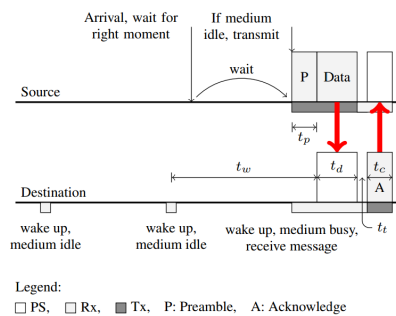 Arrival, wait for
right moment
If medium
idle, transmit
wait
P
Data
Source
t_p
t_w
t_d
t_c
A
Destination
t_t
wake up,
medium idle
wake up,
medium idle
wake up, medium busy,
receive message
Legend:
PS, Rx, Tx, P: Preamble, A: Acknowledge